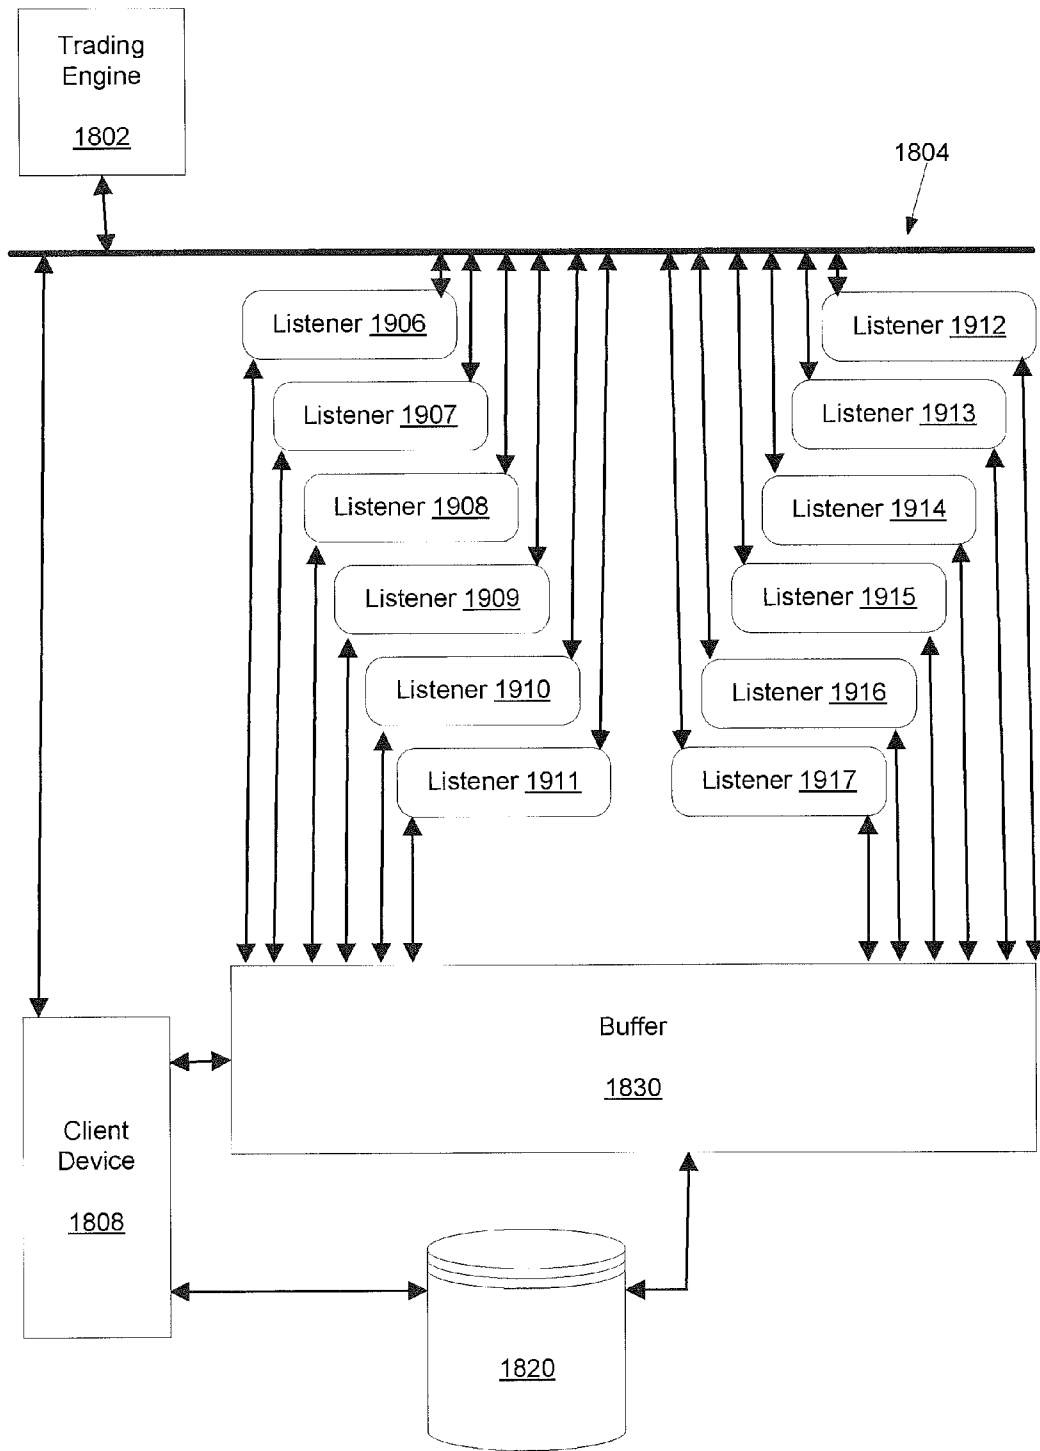 Trading
Engine
1802
1804
Listener 1906
Listener 1912
Listener 1907
Listener 1913
Listener 1908
Listener 1914
Listener 1909
Listener 1915
Listener 1910
Listener 1916
Listener 1911
Listener 1917
Buffer
1830
Client
Device
1808
1820